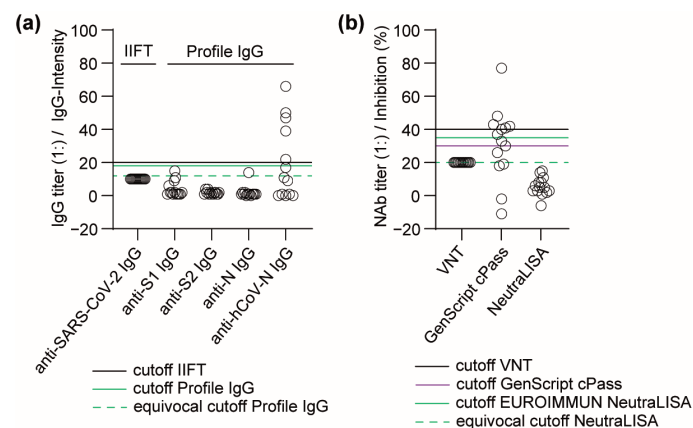 (a)
IIFT Profile IgG
IgG titer (1:) / IgG-Intensity
100
80
60
40
20
0
−20
anti-SARS-CoV-2 IgG
anti-S1 IgG
anti-S2 IgG
anti-N IgG
anti-hCoV-N IgG
cutoff IIFT
cutoff Profile IgG
equivocal cutoff Profile IgG
(b)
NAb titer (1:) / Inhibition (%)
100
80
60
40
20
0
−20
VNT
GenScript cPass
NeutraLISA
cutoff VNT
cutoff GenScript cPass
cutoff EUROIMMUN NeutraLISA
equivocal cutoff NeutraLISA